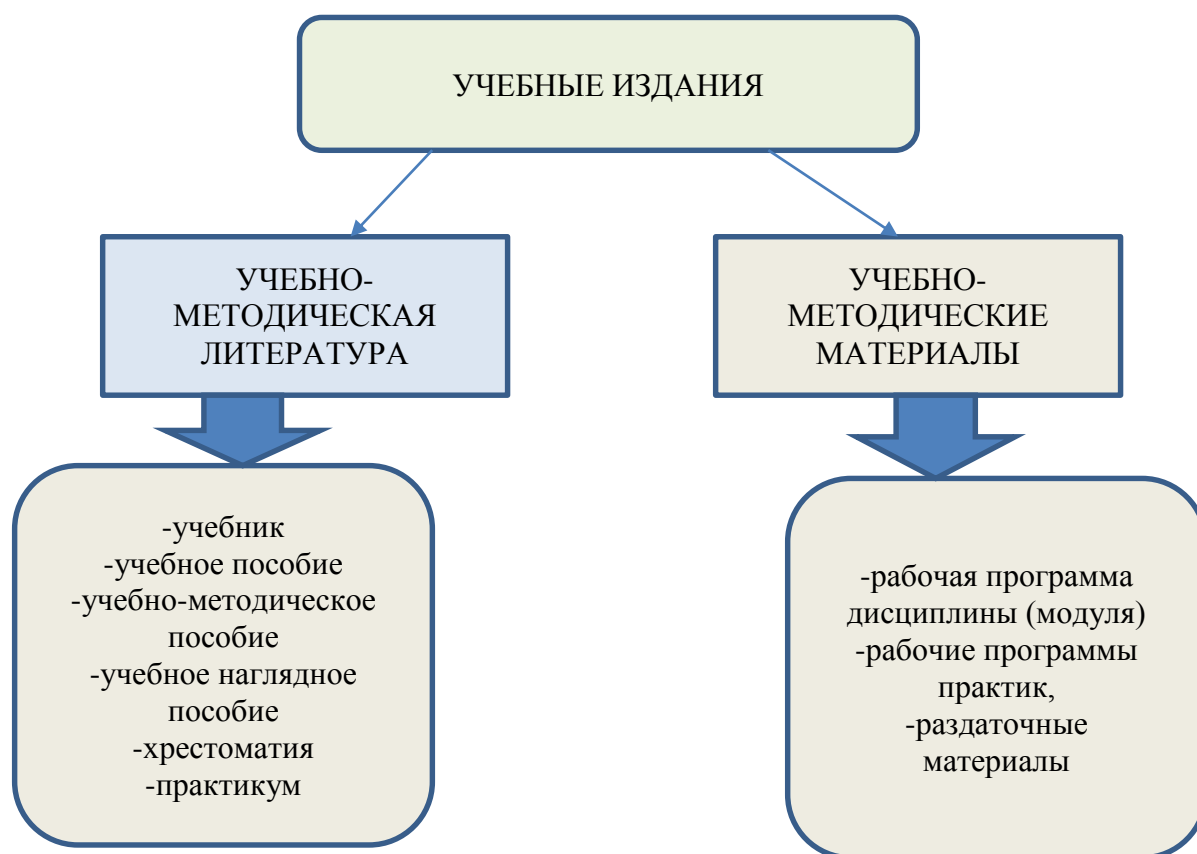 УЧЕБНЫЕ ИЗДАНИЯ
УЧЕБНО-
МЕТОДИЧЕСКАЯ
ЛИТЕРАТУРА
УЧЕБНО-
МЕТОДИЧЕСКИЕ
МАТЕРИАЛЫ
-учебник
-учебное пособие
-учебно-методическое
пособие
-учебное наглядное
пособие
-хрестоматия
-практикум
-рабочая программа
дисциплины (модуля)
-рабочие программы
практик,
-раздаточные
материалы